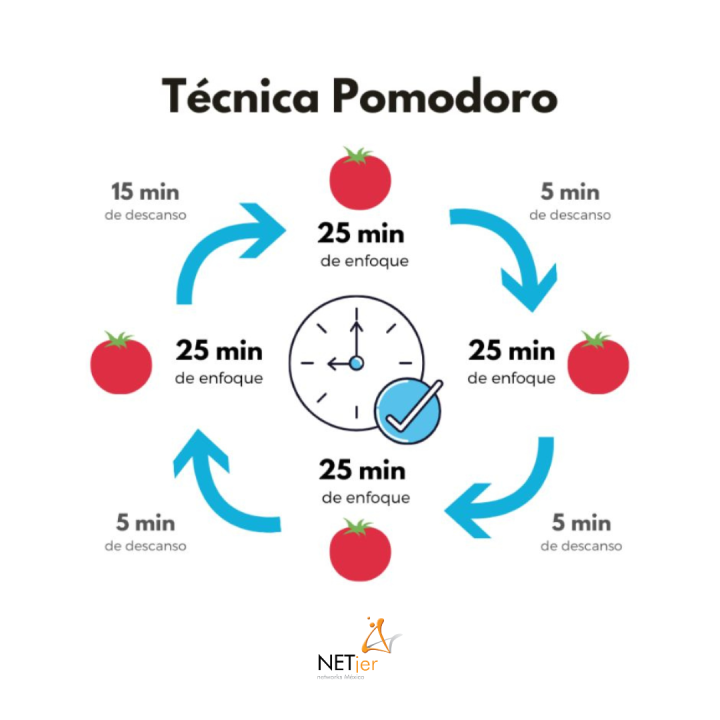 Técnica Pomodoro
15 min
de descanso
5 min
de descanso
25 min
de enfoque
25 min
de enfoque
25 min
de enfoque
25 min
de enfoque
5 min
de descanso
5 min
de descanso
NETjer
networks México